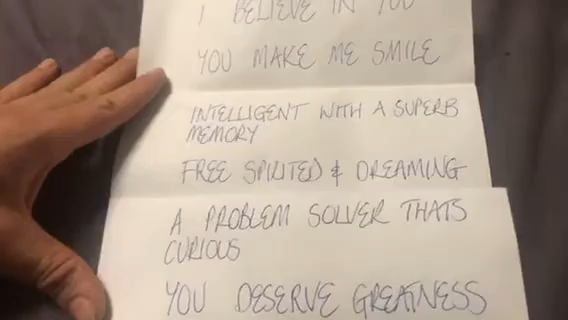 I BELIEVE IN YOU
YOU MAKE ME SMILE
INTELLIGENT WITH A SUPERB
MEMORY
FREE SPIRITED & DREAMING
A PROBLEM SOLVER THATS
CURIOUS
YOU DESERVE GREATNESS